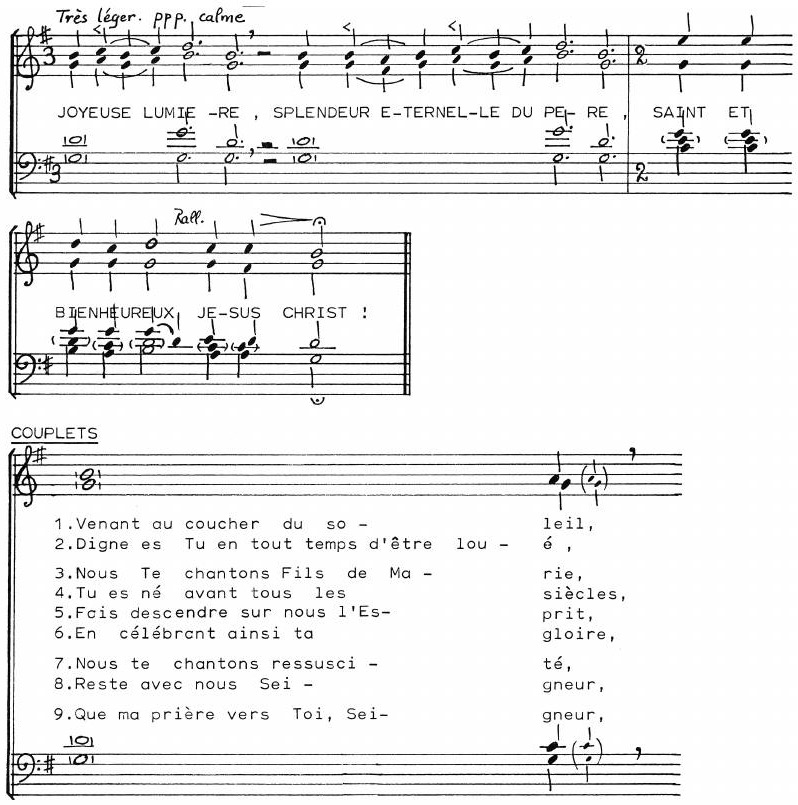 Très léger. ppp. calme
3
2
JOYEUSE LUMIE -RE , SPLENDEUR E-TERNEL-LE DU PE-RE , SAINT ET
3
2
Rall.
BIENHEUREUX JE-SUS CHRIST !
COUPLETS
1.Venant au coucher du so - leil,
2.Digne es Tu en tout temps d'être lou - é ,
3.Nous Te chantons Fils de Ma - rie,
4.Tu es né avant tous les siècles,
5.Fais descendre sur nous l'Es- prit,
6.En célébrant ainsi ta gloire,
7.Nous te chantons ressusci - té,
8.Reste avec nous Sei - gneur,
9.Que ma prière vers Toi, Sei- gneur,